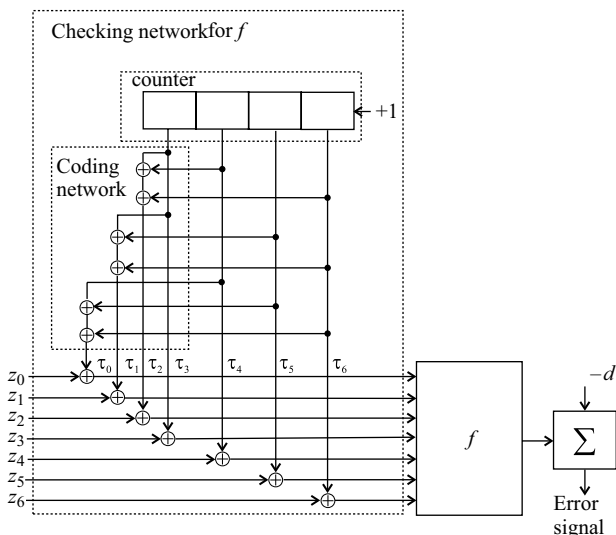 Checking networkfor f
counter
+1
Coding
network
τ0 τ1 τ2 τ3 τ4 τ5 τ6
z0
z1
z2
z3
z4
z5
z6
f
–d
Σ
Error
signal